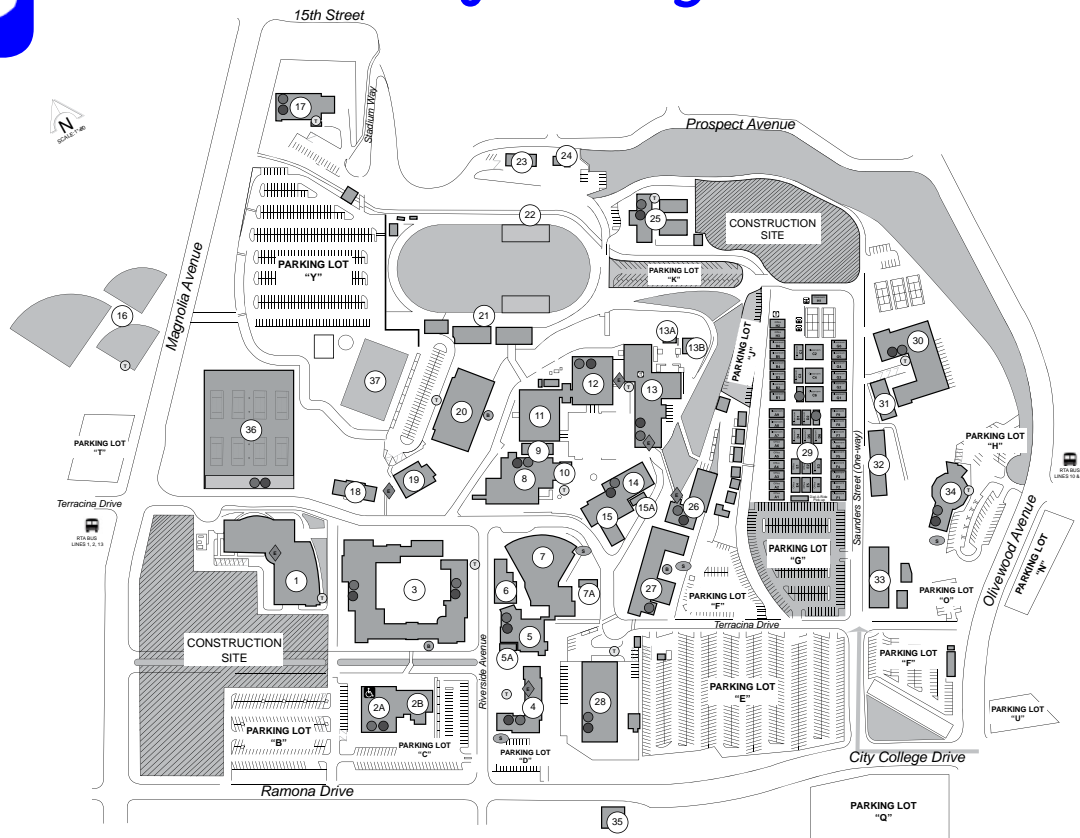 15th Street
Stadium Way
17
N
SCALE: 1"-80'
Prospect Avenue
23
24
25
CONSTRUCTION
SITE
22
PARKING LOT
"Y"
PARKING LOT
"K"
Magnolia Avenue
16
21
13A
13B
PARKING LOT
"J"
30
37
12
13
31
20
11
36
PARKING LOT
"T"
9
8
10
29
32
PARKING LOT
"H"
RTA BUS
LINES 10 &
18
19
14
15
15A
26
34
Terracina Drive
RTA BUS
LINES 1, 2, 13
Saunders Street (One-way)
PARKING LOT
"G"
Olivewood Avenue
PARKING LOT
"N"
1
3
7
6
7A
27
33
PARKING LOT
"F"
PARKING LOT
"O"
Terracina Drive
CONSTRUCTION
SITE
5
5A
Riverside Avenue
PARKING LOT
"F"
2A
2B
4
28
PARKING LOT
"E"
PARKING LOT
"U"
PARKING LOT
"B"
PARKING LOT
"C"
PARKING LOT
"D"
City College Drive
Ramona Drive
35
PARKING LOT
"Q"